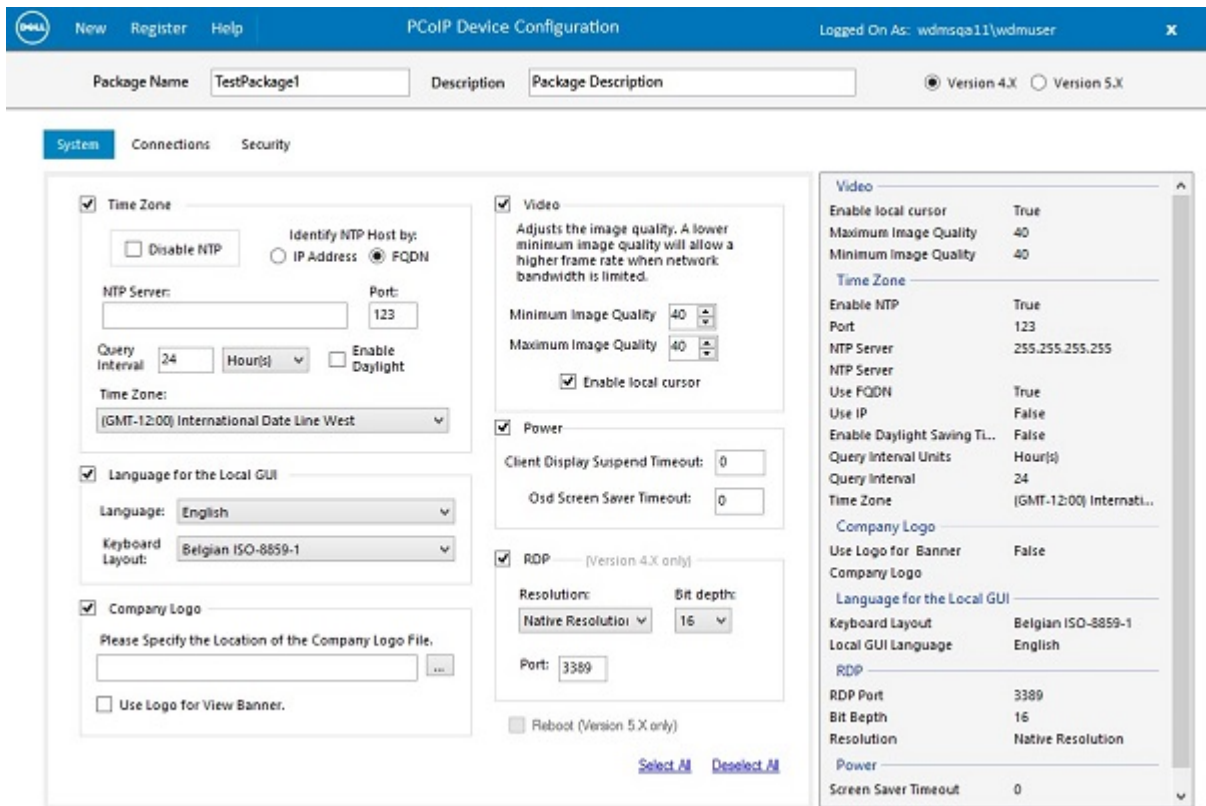 DELL New Register Help PCoIP Device Configuration Logged On As: wdmsqa11\wdmuser x
Package Name TestPackage1 Description Package Description Version 4.X Version 5.X
System Connections Security
Time Zone
Disable NTP
Identify NTP Host by:
IP Address FQDN
NTP Server: Port:
123
Query Interval 24 Hour(s) Enable Daylight
Time Zone:
(GMT-12:00) International Date Line West
Language for the Local GUI
Language: English
Keyboard Layout: Belgian ISO-8859-1
Company Logo
Please Specify the Location of the Company Logo File.
...
Use Logo for View Banner.
Video
Adjusts the image quality. A lower
minimum image quality will allow a
higher frame rate when network
bandwidth is limited.
Minimum Image Quality 40
Maximum Image Quality 40
Enable local cursor
Power
Client Display Suspend Timeout: 0
Osd Screen Saver Timeout: 0
RDP (Version 4.X only)
Resolution: Bit depth:
Native Resolution 16
Port: 3389
Reboot (Version 5.X only)
Select All Deselect All
Video
Enable local cursor True
Maximum Image Quality 40
Minimum Image Quality 40
Time Zone
Enable NTP True
Port 123
NTP Server 255.255.255.255
NTP Server
Use FQDN True
Use IP False
Enable Daylight Saving Ti... False
Query Interval Units Hour(s)
Query Interval 24
Time Zone (GMT-12:00) Internati...
Company Logo
Use Logo for Banner False
Company Logo
Language for the Local GUI
Keyboard Layout Belgian ISO-8859-1
Local GUI Language English
RDP
RDP Port 3389
Bit Bepth 16
Resolution Native Resolution
Power
Screen Saver Timeout 0